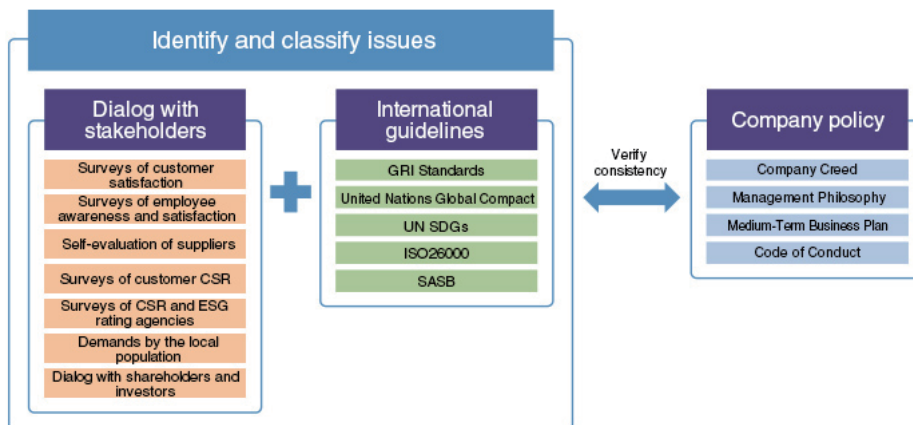 Identify and classify issues
Dialog with
stakeholders
Surveys of customer
satisfaction
Surveys of employee
awareness and satisfaction
Self-evaluation of suppliers
Surveys of customer CSR
Surveys of CSR and ESG
rating agencies
Demands by the local
population
Dialog with shareholders and
investors
International
guidelines
GRI Standards
United Nations Global Compact
UN SDGs
ISO26000
SASB
Verify
consistency
Company policy
Company Creed
Management Philosophy
Medium-Term Business Plan
Code of Conduct